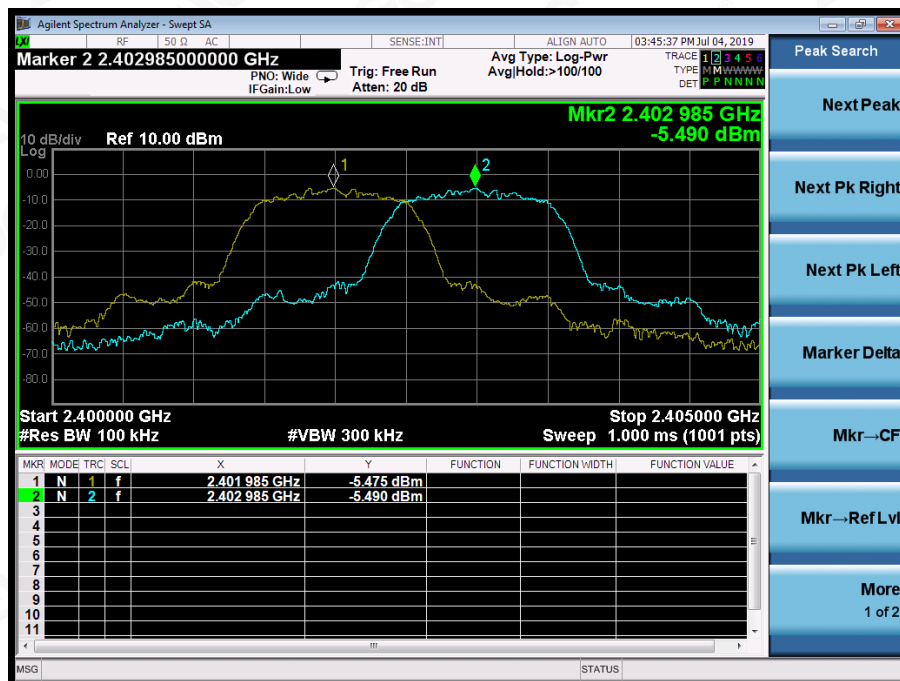 Agilent Spectrum Analyzer - Swept SA
LXI RF 50 Ω AC SENSE:INT ALIGN AUTO 03:45:37 PM Jul 04, 2019
Marker 2 2.402985000000 GHz
PNO: Wide
IFGain:Low
Trig: Free Run
Atten: 20 dB
Avg Type: Log-Pwr
Avg|Hold:>100/100
TRACE 1 2 3 4 5 6
TYPE M M W W W W
DET P P N N N N
Mkr2 2.402 985 GHz
-5.490 dBm
10 dB/div Ref 10.00 dBm
Log
1
2
0.00
-10.0
-20.0
-30.0
-40.0
-50.0
-60.0
-70.0
-80.0
Start 2.400000 GHz Stop 2.405000 GHz
#Res BW 100 kHz #VBW 300 kHz Sweep 1.000 ms (1001 pts)
MKR MODE TRC SCL X Y FUNCTION FUNCTION WIDTH FUNCTION VALUE
1 N 1 f 2.401 985 GHz -5.475 dBm
2 N 2 f 2.402 985 GHz -5.490 dBm
3
4
5
6
7
8
9
10
11
MSG STATUS
Peak Search
Next Peak
Next Pk Right
Next Pk Left
Marker Delta
Mkr→CF
Mkr→Ref Lvl
More
1 of 2